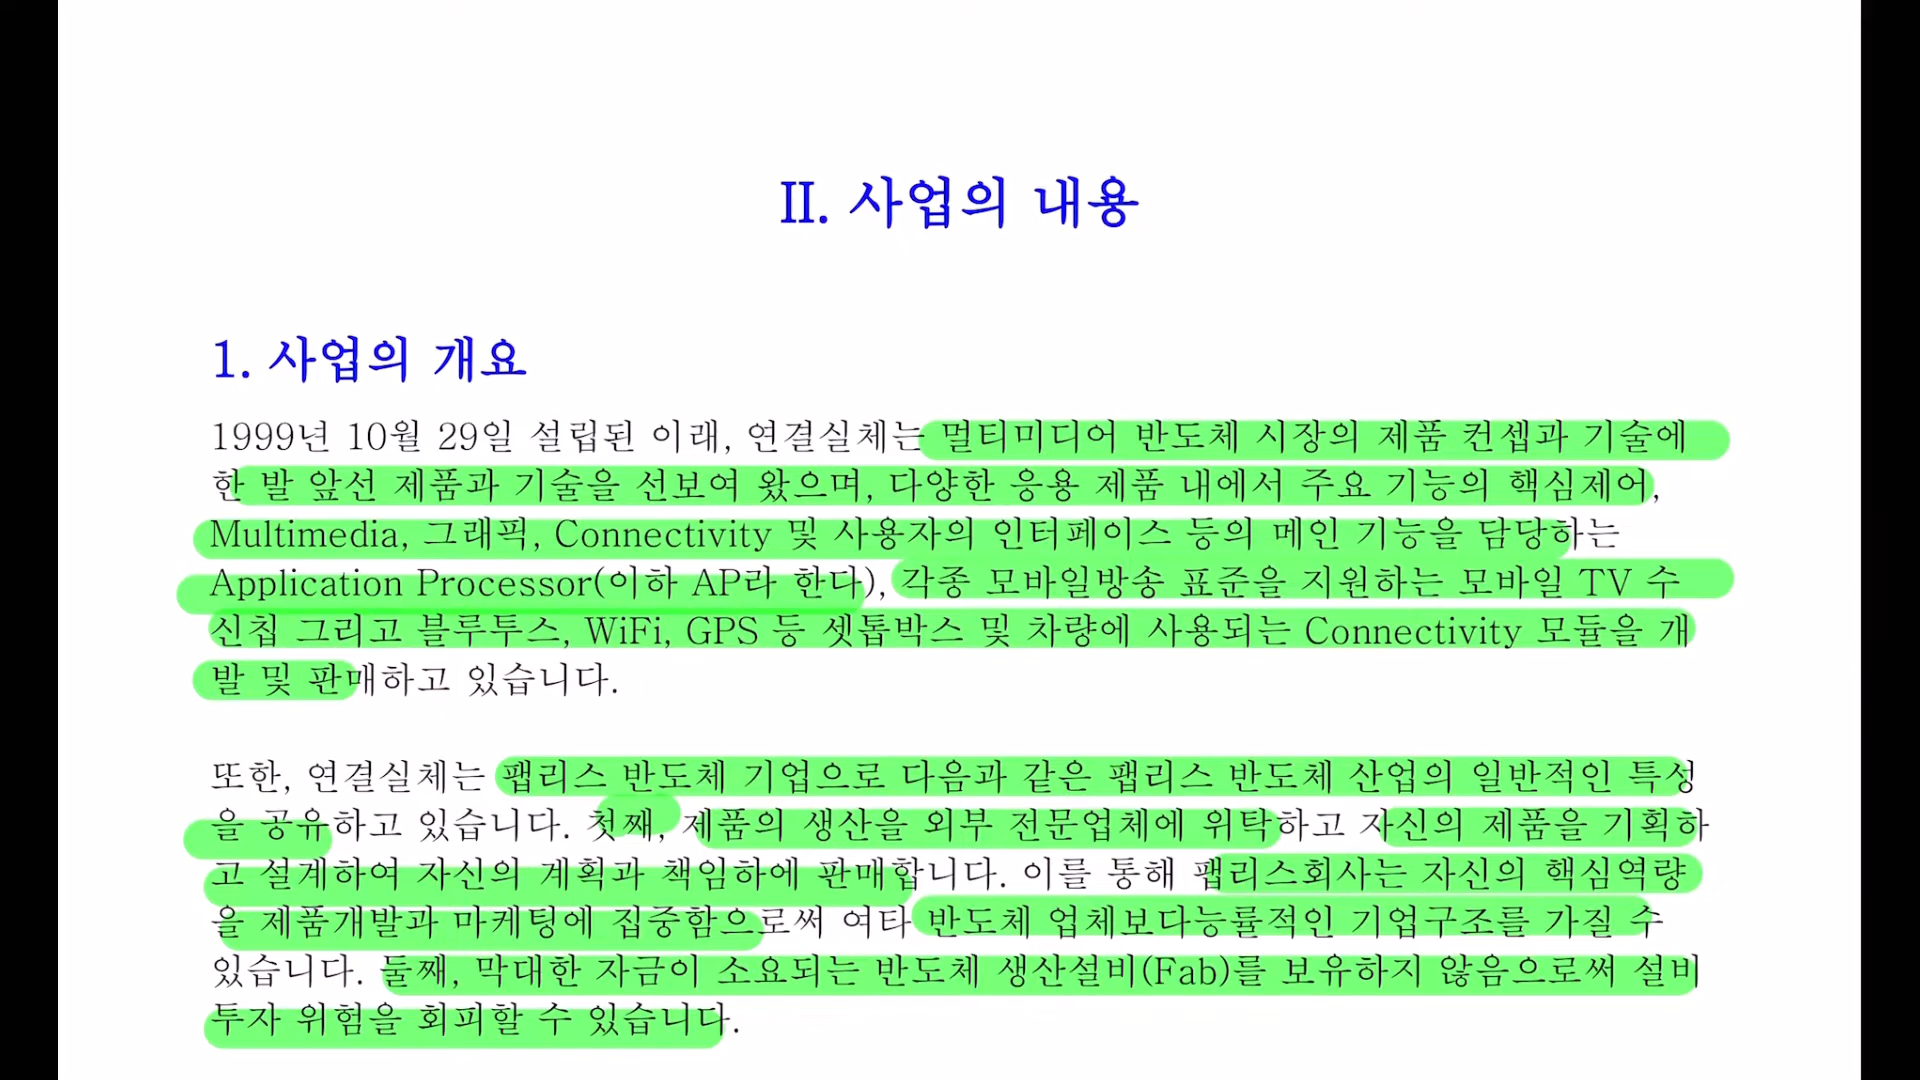 II. 사업의 내용
1. 사업의 개요
1999년 10월 29일 설립된 이래, 연결실체는 멀티미디어 반도체 시장의 제품 컨셉과 기술에
한 발 앞선 제품과 기술을 선보여 왔으며, 다양한 응용 제품 내에서 주요 기능의 핵심제어,
Multimedia, 그래픽, Connectivity 및 사용자의 인터페이스 등의 메인 기능을 담당하는
Application Processor(이하 AP라 한다), 각종 모바일방송 표준을 지원하는 모바일 TV 수
신칩 그리고 블루투스, WiFi, GPS 등 셋톱박스 및 차량에 사용되는 Connectivity 모듈을 개
발 및 판매하고 있습니다.
또한, 연결실체는 팹리스 반도체 기업으로 다음과 같은 팹리스 반도체 산업의 일반적인 특성
을 공유하고 있습니다. 첫째, 제품의 생산을 외부 전문업체에 위탁하고 자신의 제품을 기획하
고 설계하여 자신의 계획과 책임하에 판매합니다. 이를 통해 팹리스회사는 자신의 핵심역량
을 제품개발과 마케팅에 집중함으로써 여타 반도체 업체보다능률적인 기업구조를 가질 수
있습니다. 둘째, 막대한 자금이 소요되는 반도체 생산설비(Fab)를 보유하지 않음으로써 설비
투자 위험을 회피할 수 있습니다.